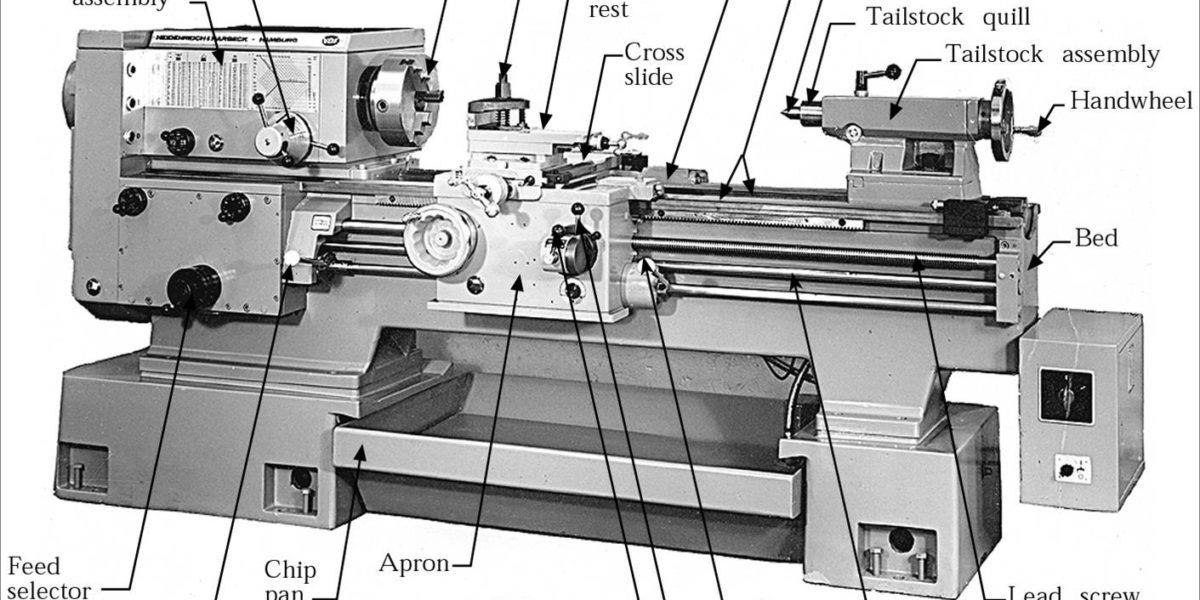 assembly
rest
Tailstock quill
HEIDENREICH & HARBECK - HAMBURG
VDF
Cross
slide
Tailstock assembly
Handwheel
Bed
Feed
selector
Chip
pan
Apron
Lead screw